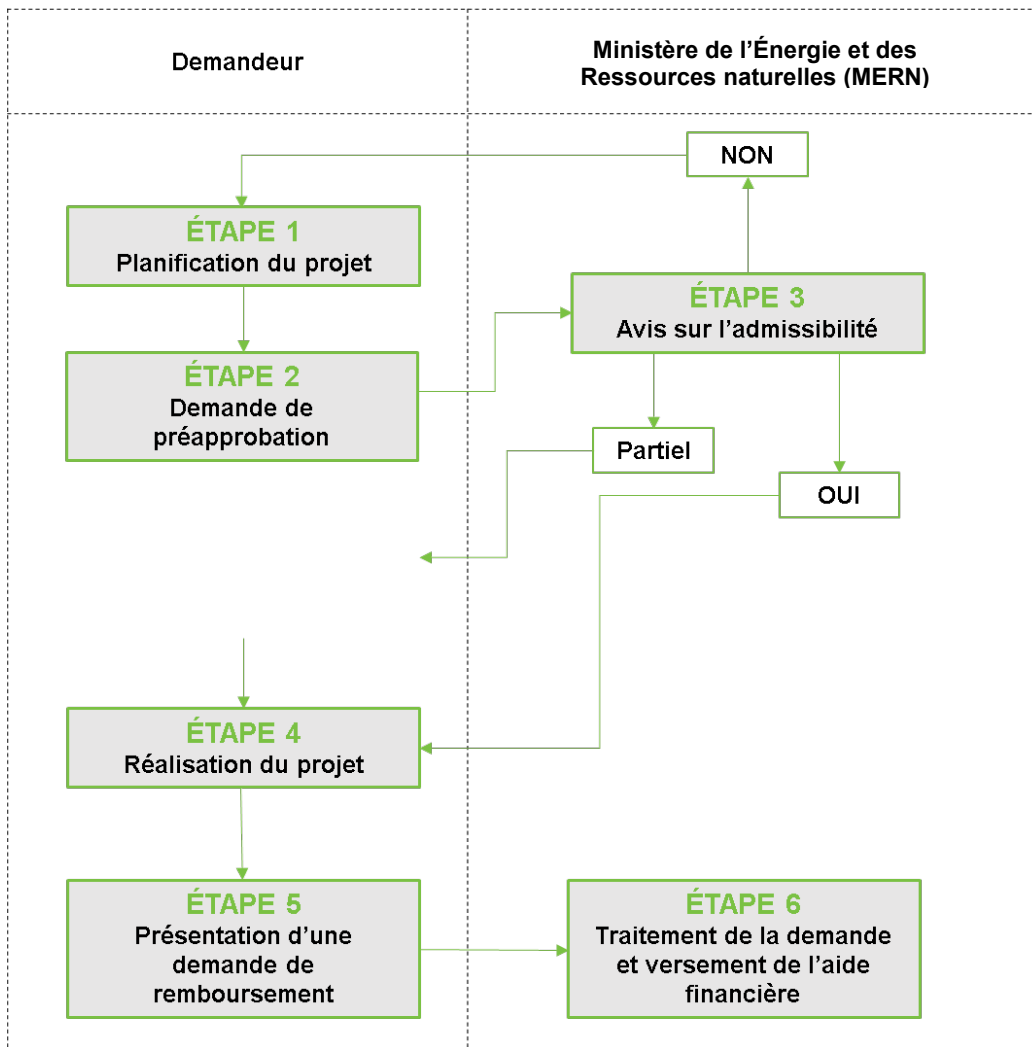 Demandeur
Ministère de l'Énergie et des
Ressources naturelles (MERN)
NON
ÉTAPE 1
Planification du projet
ÉTAPE 3
Avis sur l'admissibilité
ÉTAPE 2
Demande de
préapprobation
Partiel
OUI
ÉTAPE 4
Réalisation du projet
ÉTAPE 5
Présentation d'une
demande de
remboursement
ÉTAPE 6
Traitement de la demande
et versement de l'aide
financière